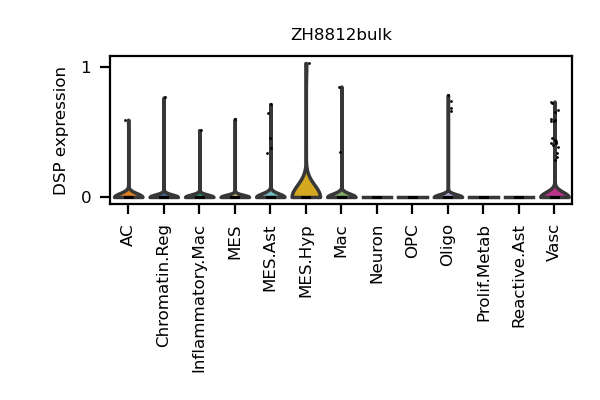 ZH8812bulk
DSP expression
1
0
AC
Chromatin.Reg
Inflammatory.Mac
MES
MES.Ast
MES.Hyp
Mac
Neuron
OPC
Oligo
Prolif.Metab
Reactive.Ast
Vasc